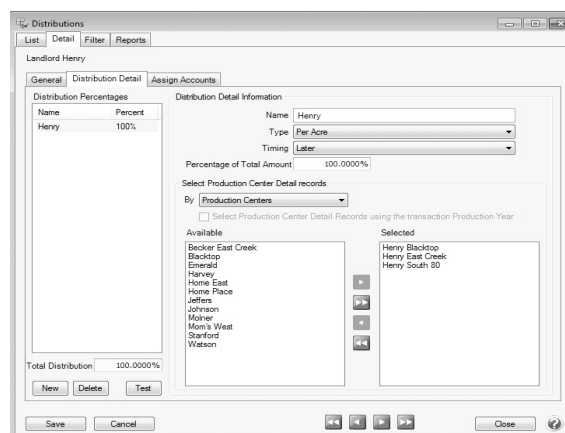 Distributions
List Detail Filter Reports
Landlord Henry
General Distribution Detail Assign Accounts
Distribution Percentages
Name Percent
Henry 100%
Total Distribution 100.0000%
New Delete Test
Distribution Detail Information
Name Henry
Type Per Acre
Timing Later
Percentage of Total Amount 100.0000%
Select Production Center Detail records
By Production Centers
Select Production Center Detail Records using the transaction Production Year
Available
Becker East Creek
Blacktop
Emerald
Harvey
Home East
Home Place
Jeffers
Johnson
Molner
Mom's West
Stanford
Watson
Selected
Henry Blacktop
Henry East Creek
Henry South 80
Save Cancel Close